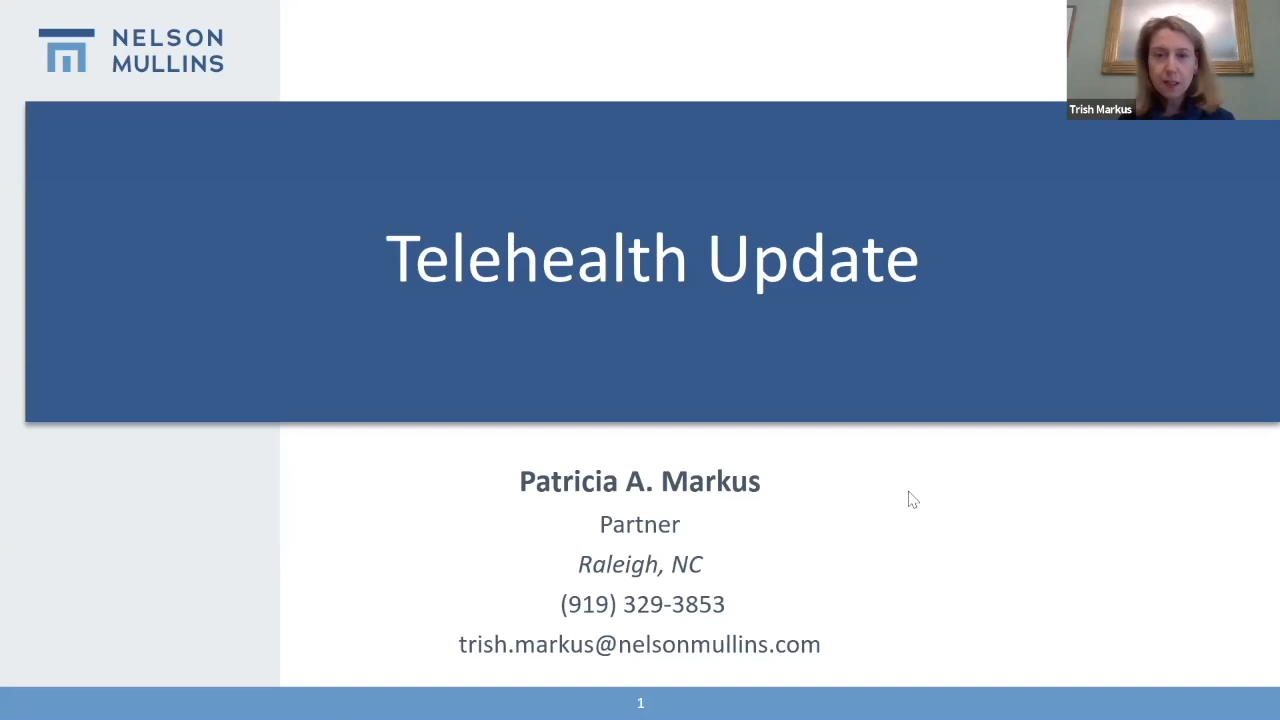 NELSON
MULLINS
Trish Markus
Telehealth Update
Patricia A. Markus
Partner
Raleigh, NC
(919) 329-3853
trish.markus@nelsonmullins.com
1